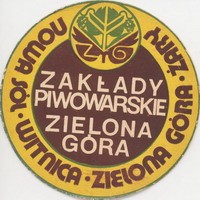 NOWA SÓL · WITNICA · ZIELONA GÓRA · ŻARY
ZAKŁADY
PIWOWARSKIE
ZIELONA
GÓRA